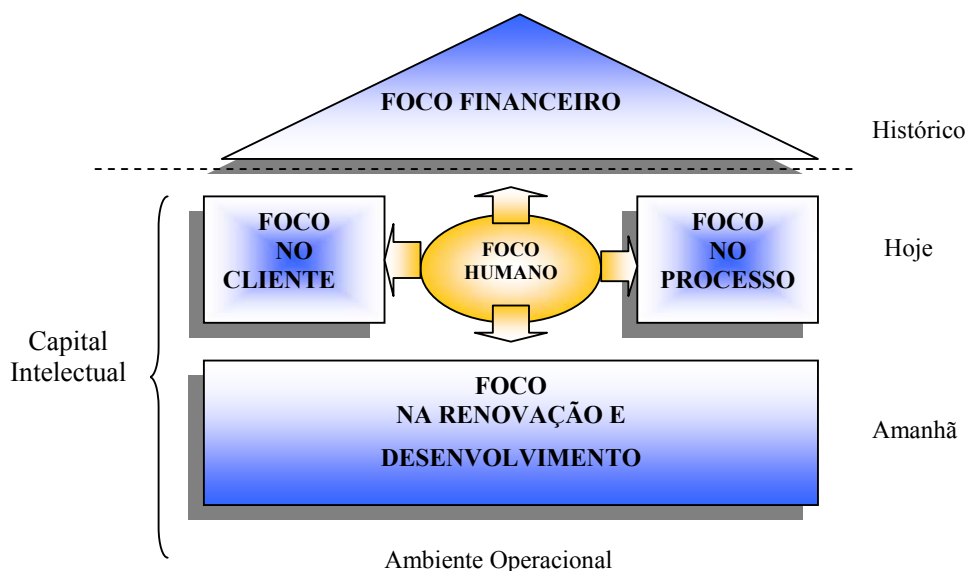 FOCO FINANCEIRO
Histórico
FOCO
NO
CLIENTE
FOCO
HUMANO
FOCO
NO
PROCESSO
Hoje
Capital
Intelectual
FOCO
NA RENOVAÇÃO E
DESENVOLVIMENTO
Amanhã
Ambiente Operacional